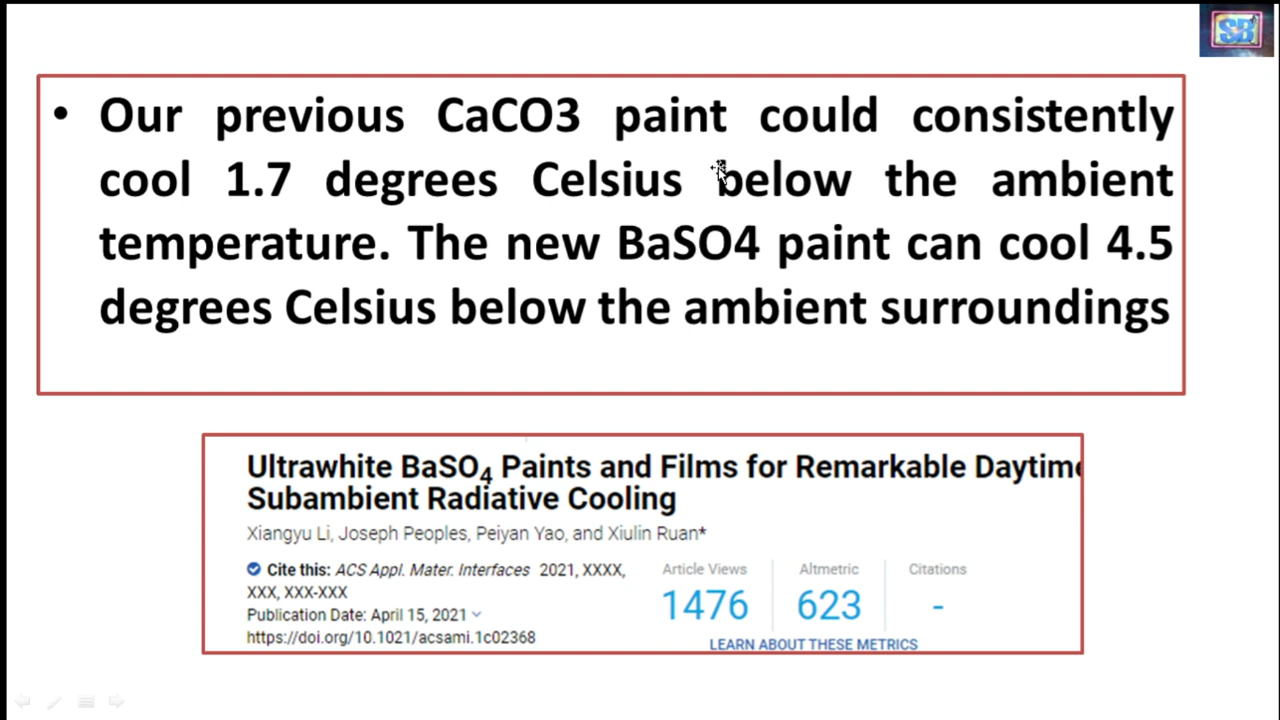 SB
• Our previous CaCO3 paint could consistently
cool 1.7 degrees Celsius below the ambient
temperature. The new BaSO4 paint can cool 4.5
degrees Celsius below the ambient surroundings
Ultrawhite BaSO₄ Paints and Films for Remarkable Daytime
Subambient Radiative Cooling
Xiangyu Li, Joseph Peoples, Peiyan Yao, and Xiulin Ruan*
Cite this: ACS Appl. Mater. Interfaces 2021, XXXX,
XXX, XXX-XXX
Publication Date: April 15, 2021
https://doi.org/10.1021/acsami.1c02368
Article Views Altmetric Citations
1476 623 -
LEARN ABOUT THESE METRICS